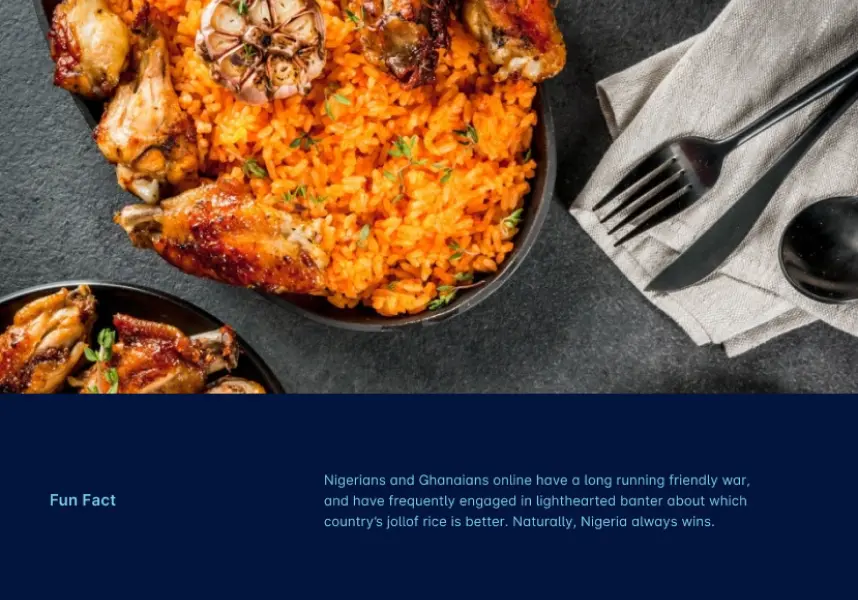 Fun Fact
Nigerians and Ghanaians online have a long running friendly war,
and have frequently engaged in lighthearted banter about which
country's jollof rice is better. Naturally, Nigeria always wins.